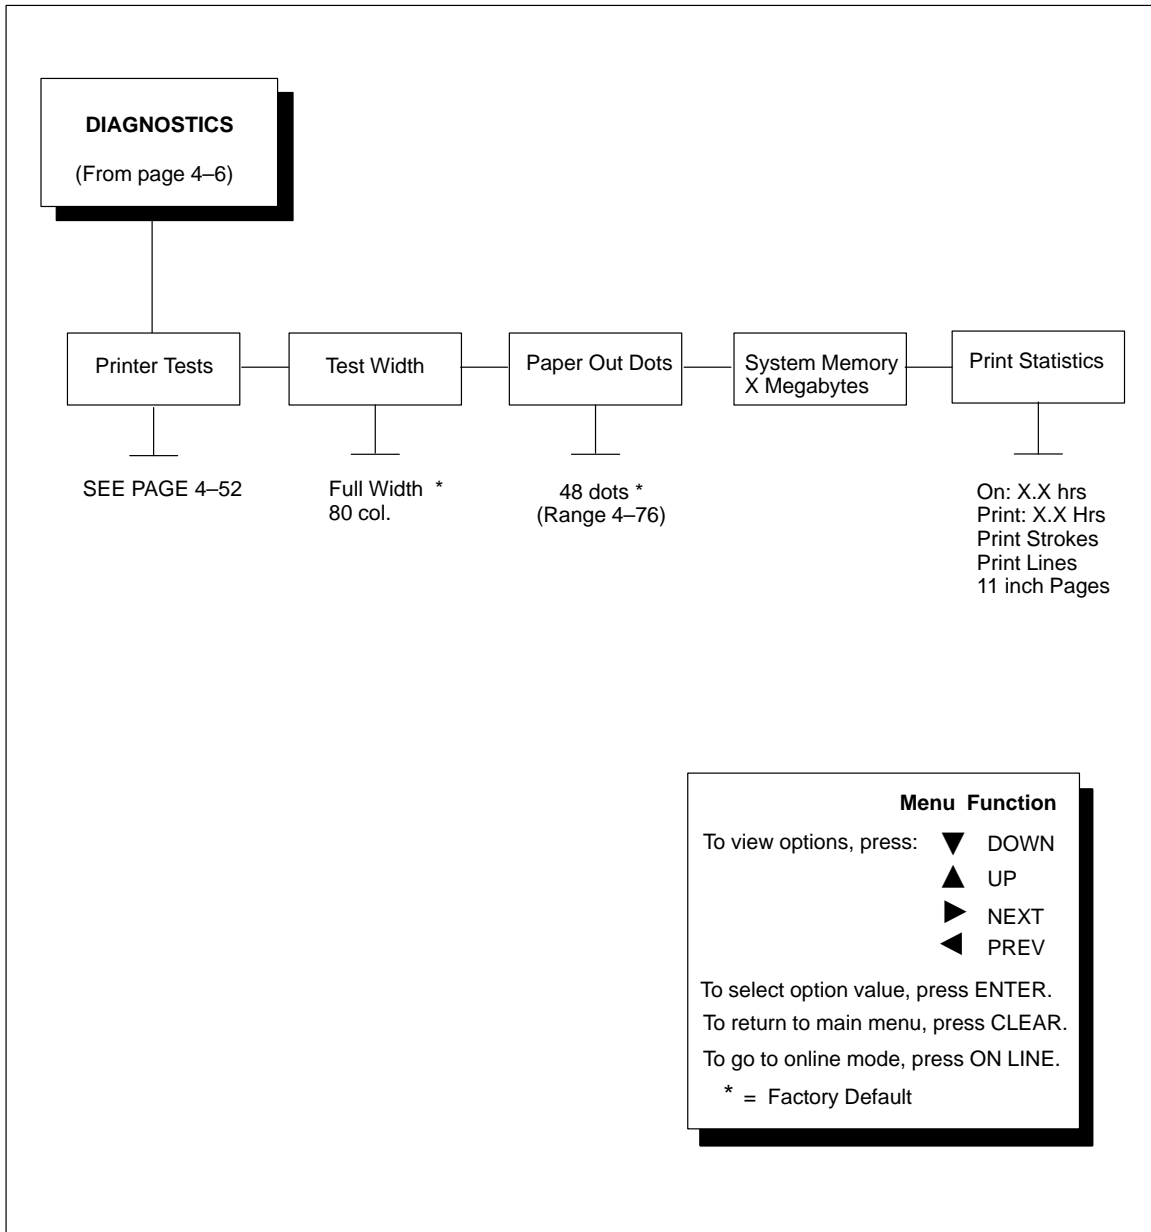 DIAGNOSTICS
(From page 4–6)
Printer Tests
Test Width
Paper Out Dots
System Memory
X Megabytes
Print Statistics
SEE PAGE 4–52
Full Width *
80 col.
48 dots *
(Range 4–76)
On: X.X hrs
Print: X.X Hrs
Print Strokes
Print Lines
11 inch Pages
Menu Function
To view options, press: ▼ DOWN
▲ UP
► NEXT
◄ PREV
To select option value, press ENTER.
To return to main menu, press CLEAR.
To go to online mode, press ON LINE.
* = Factory Default